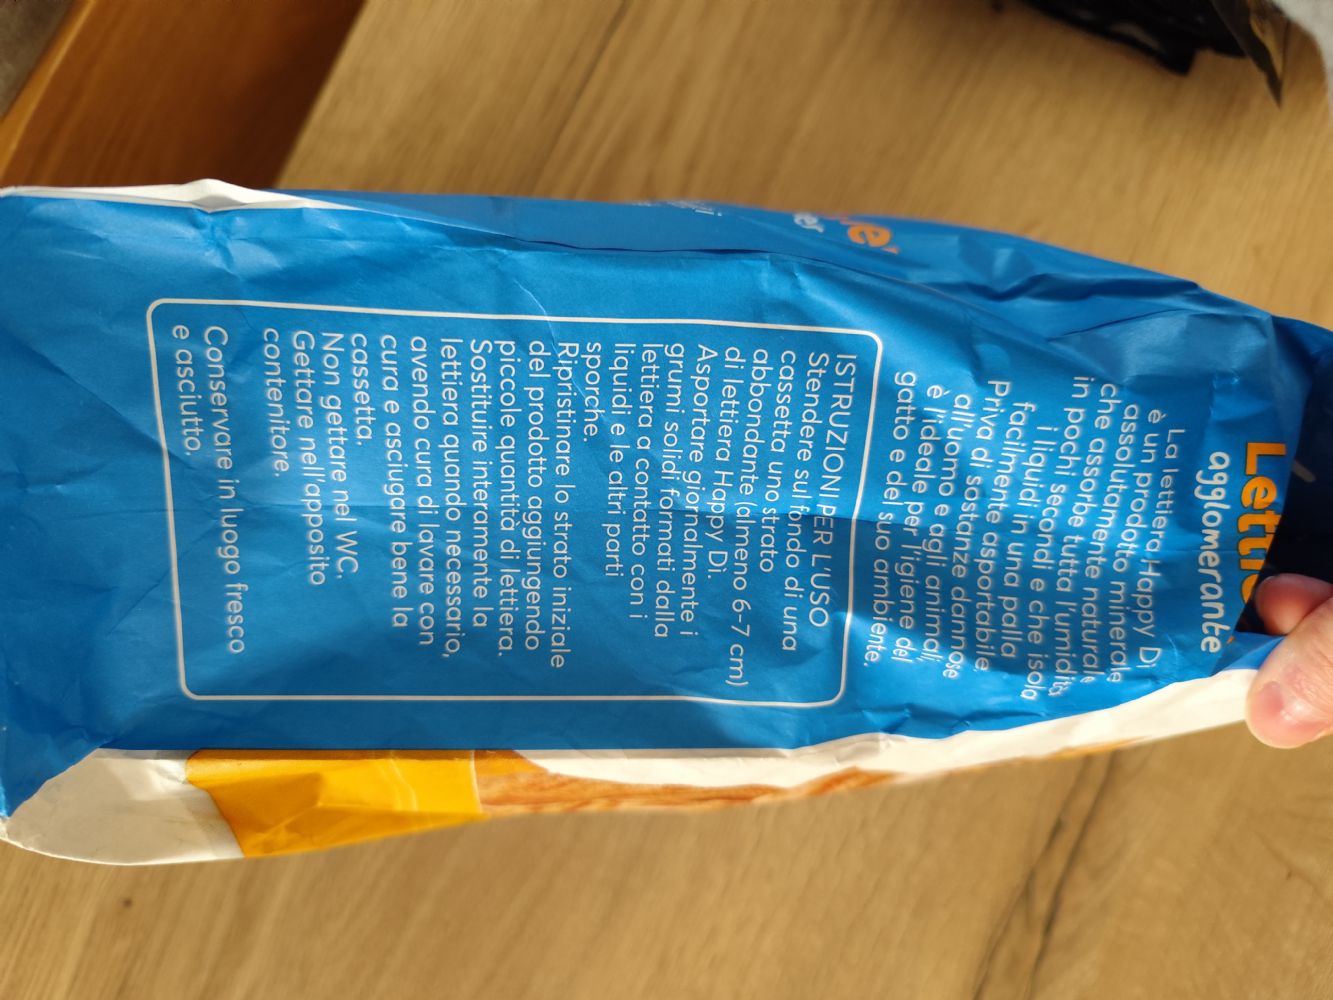 agglomerante
La lettiera Happy Dì
è un prodotto minerale
assolutamente naturale
che assorbe tutta l'umidità
in pochi secondi e che isola
i liquidi in una palla
facilmente asportabile.
Priva di sostanze dannose
all'uomo e agli animali,
è l'ideale per l'igiene del
gatto e del suo ambiente.
ISTRUZIONI PER L'USO
Stendere sul fondo di una
cassetta uno strato
abbondante (almeno 6-7 cm)
di lettiera Happy Dì.
Asportare giornalmente i
grumi solidi formati dalla
lettiera a contatto con i
liquidi e le altri parti
sporche.
Ripristinare lo strato iniziale
del prodotto aggiungendo
piccole quantità di lettiera.
Sostituire interamente la
lettiera quando necessario,
avendo cura di lavare con
cura e asciugare bene la
cassetta.
Non gettare nel WC.
Gettare nell'apposito
contenitore.
Conservare in luogo fresco
e asciutto.